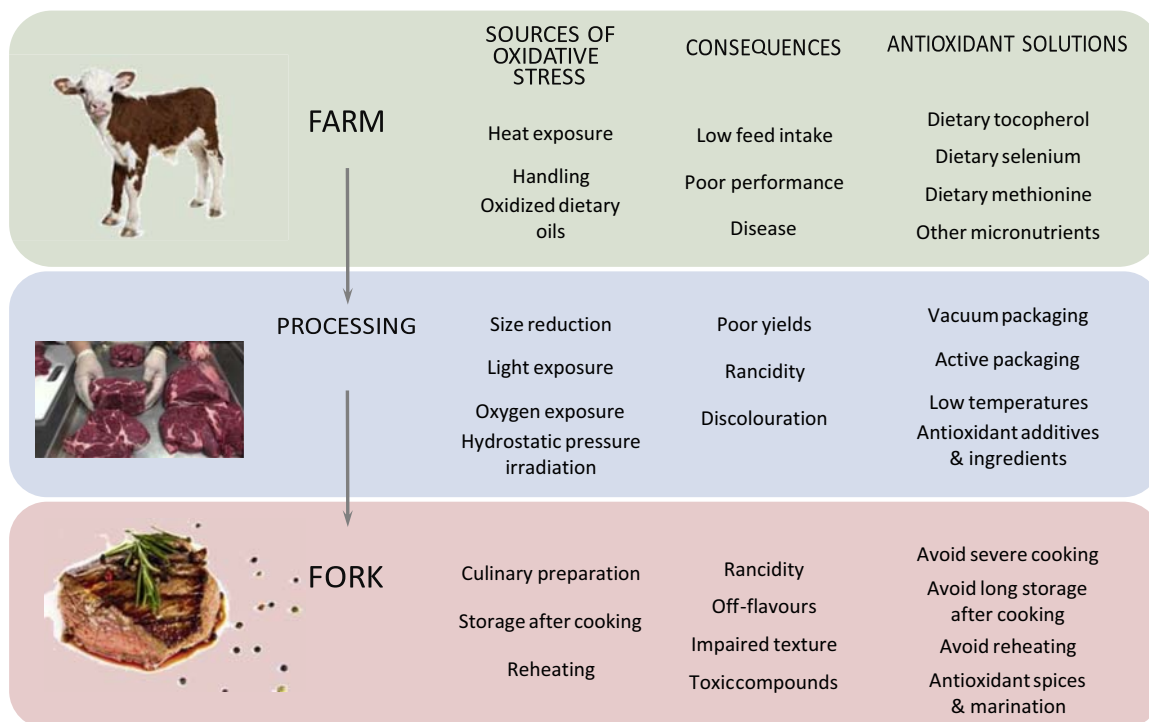 SOURCES OF
OXIDATIVE
STRESS
CONSEQUENCES
ANTIOXIDANT SOLUTIONS
FARM
Heat exposure
Handling
Oxidized dietary
oils
Low feed intake
Poor performance
Disease
Dietary tocopherol
Dietary selenium
Dietary methionine
Other micronutrients
PROCESSING
Size reduction
Light exposure
Oxygen exposure
Hydrostatic pressure
irradiation
Poor yields
Rancidity
Discolouration
Vacuum packaging
Active packaging
Low temperatures
Antioxidant additives
& ingredients
FORK
Culinary preparation
Storage after cooking
Reheating
Rancidity
Off-flavours
Impaired texture
Toxiccompounds
Avoid severe cooking
Avoid long storage
after cooking
Avoid reheating
Antioxidant spices
& marination